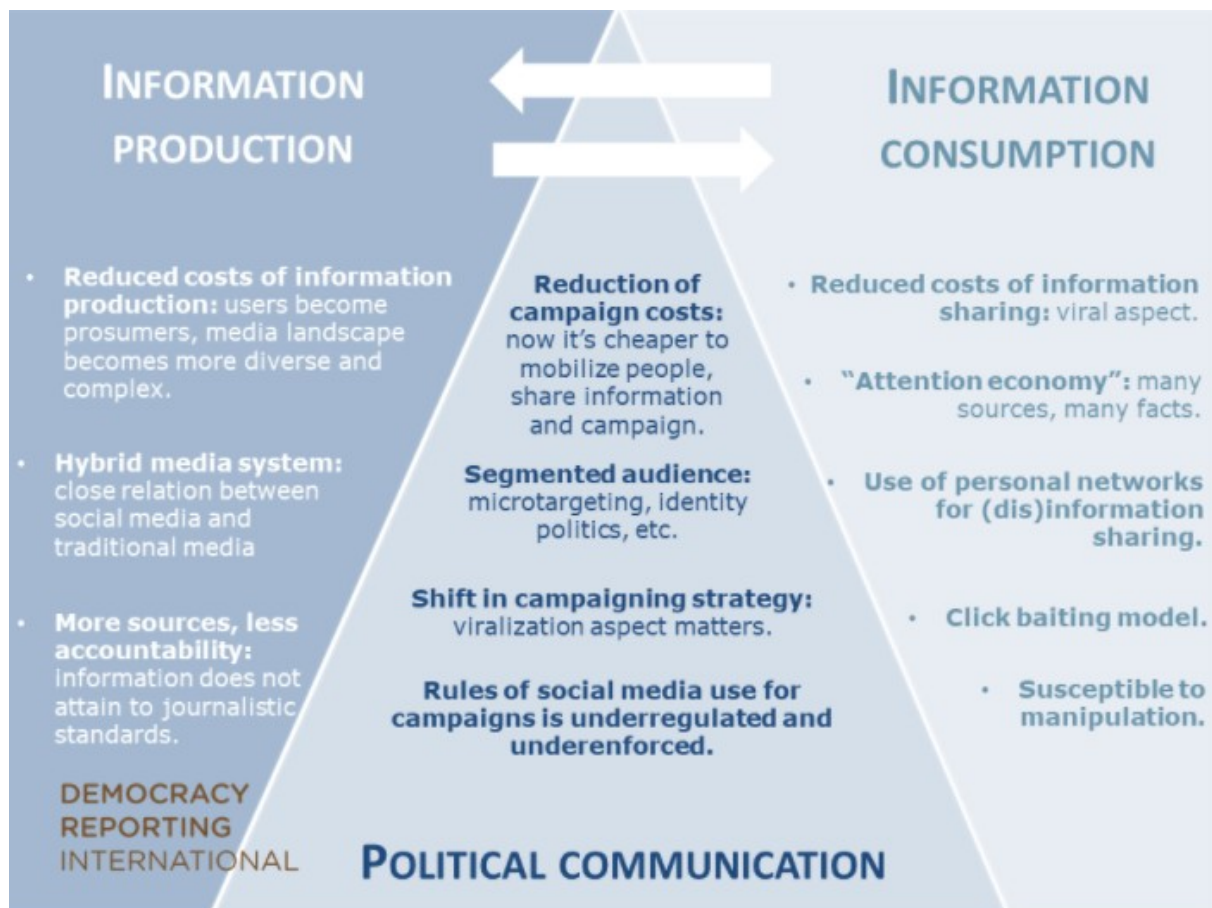 INFORMATION
PRODUCTION
• Reduced costs of information
production: users become
prosumers, media landscape
becomes more diverse and
complex.
• Hybrid media system:
close relation between
social media and
traditional media
• More sources, less
accountability:
information does not
attain to journalistic
standards.
DEMOCRACY
REPORTING
INTERNATIONAL
Reduction of
campaign costs:
now it's cheaper to
mobilize people,
share information
and campaign.
Segmented audience:
microtargeting, identity
politics, etc.
Shift in campaigning strategy:
viralization aspect matters.
Rules of social media use for
campaigns is underregulated and
underenforced.
POLITICAL COMMUNICATION
INFORMATION
CONSUMPTION
• Reduced costs of information
sharing: viral aspect.
• “Attention economy”: many
sources, many facts.
• Use of personal networks
for (dis)information
sharing.
• Click baiting model.
• Susceptible to
manipulation.